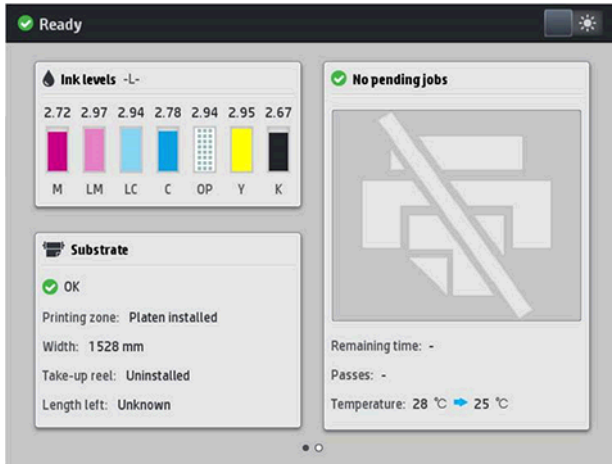 Ready
Ink levels -L-
2.72 2.97 2.94 2.78 2.94 2.95 2.67
M LM LC C OP Y K
Substrate
OK
Printing zone: Platen installed
Width: 1528 mm
Take-up reel: Uninstalled
Length left: Unknown
No pending jobs
Remaining time: -
Passes: -
Temperature: 28 °C ➡ 25 °C